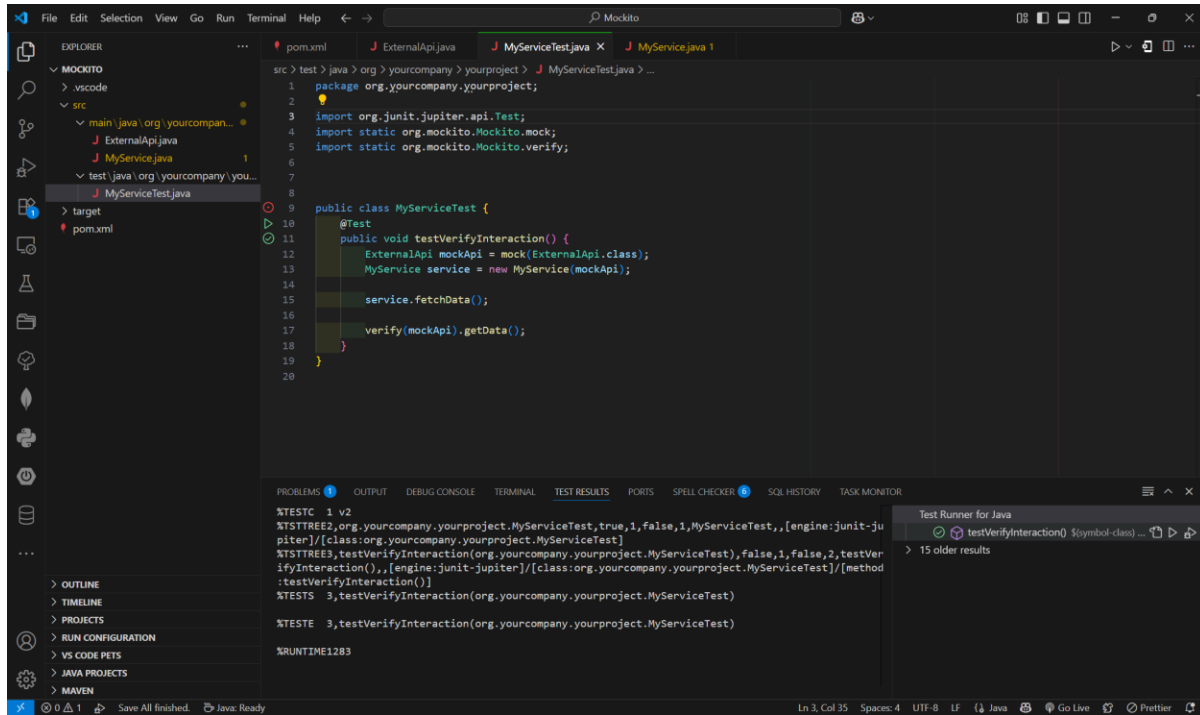 File Edit Selection View Go Run Terminal Help
Mockito
EXPLORER
MOCKITO
.vscode
src
main\java\org\yourcompan...
ExternalApi.java
MyService.java 1
test\java\org\yourcompany\you...
MyServiceTest.java
target
pom.xml
OUTLINE
TIMELINE
PROJECTS
RUN CONFIGURATION
VS CODE PETS
JAVA PROJECTS
MAVEN
pom.xml
ExternalApi.java
MyServiceTest.java
MyService.java 1
src > test > java > org > yourcompany > yourproject > MyServiceTest.java > ...
1 package org.yourcompany.yourproject;
2
3 import org.junit.jupiter.api.Test;
4 import static org.mockito.Mockito.mock;
5 import static org.mockito.Mockito.verify;
6
7
8
9 public class MyServiceTest {
10 @Test
11 public void testVerifyInteraction() {
12 ExternalApi mockApi = mock(ExternalApi.class);
13 MyService service = new MyService(mockApi);
14
15 service.fetchData();
16
17 verify(mockApi).getData();
18 }
19 }
20
PROBLEMS 1 OUTPUT DEBUG CONSOLE TERMINAL TEST RESULTS PORTS SPELL CHECKER 6 SQL HISTORY TASK MONITOR
%TESTC 1 v2
%TSTTREE2,org.yourcompany.yourproject.MyServiceTest,true,1,false,1,MyServiceTest,,[engine:junit-ju
piter]/[class:org.yourcompany.yourproject.MyServiceTest]
%TSTTREE3,testVerifyInteraction(org.yourcompany.yourproject.MyServiceTest),false,1,false,2,testVer
ifyInteraction(),,[engine:junit-jupiter]/[class:org.yourcompany.yourproject.MyServiceTest]/[method
:testVerifyInteraction()]
%TESTS 3,testVerifyInteraction(org.yourcompany.yourproject.MyServiceTest)
%TESTE 3,testVerifyInteraction(org.yourcompany.yourproject.MyServiceTest)
%RUNTIME1283
Test Runner for Java
testVerifyInteraction() $(symbol-class) ...
15 older results
0 1 Save All finished. Java: Ready
Ln 3, Col 35 Spaces: 4 UTF-8 LF Java Go Live Prettier